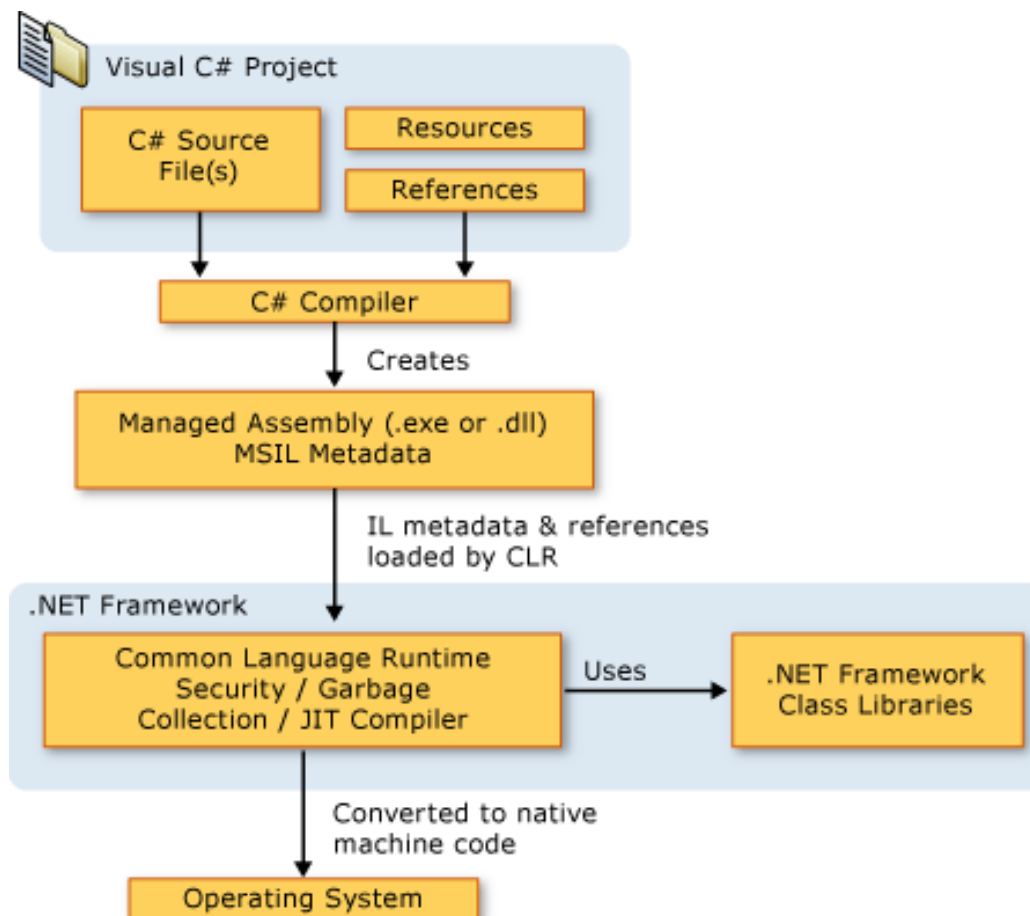 Visual C# Project
C# Source
File(s)
Resources
References
C# Compiler
Creates
Managed Assembly (.exe or .dll)
MSIL Metadata
IL metadata & references
loaded by CLR
.NET Framework
Common Language Runtime
Security / Garbage
Collection / JIT Compiler
Uses
.NET Framework
Class Libraries
Converted to native
machine code
Operating System